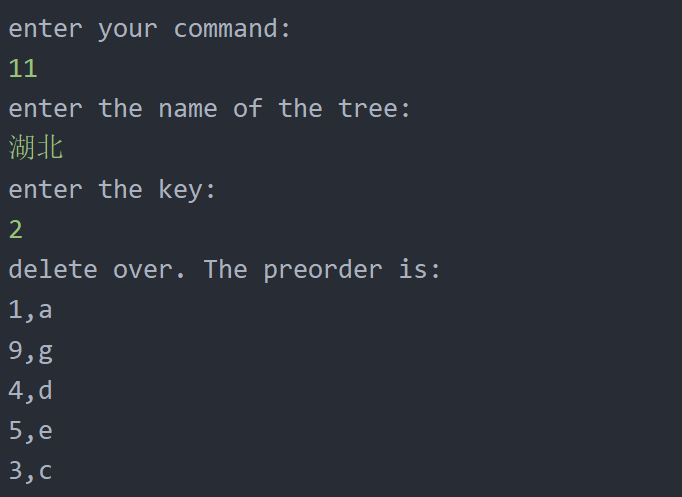 enter your command:
11
enter the name of the tree:
湖北
enter the key:
2
delete over. The preorder is:
1,a
9,g
4,d
5,e
3,c